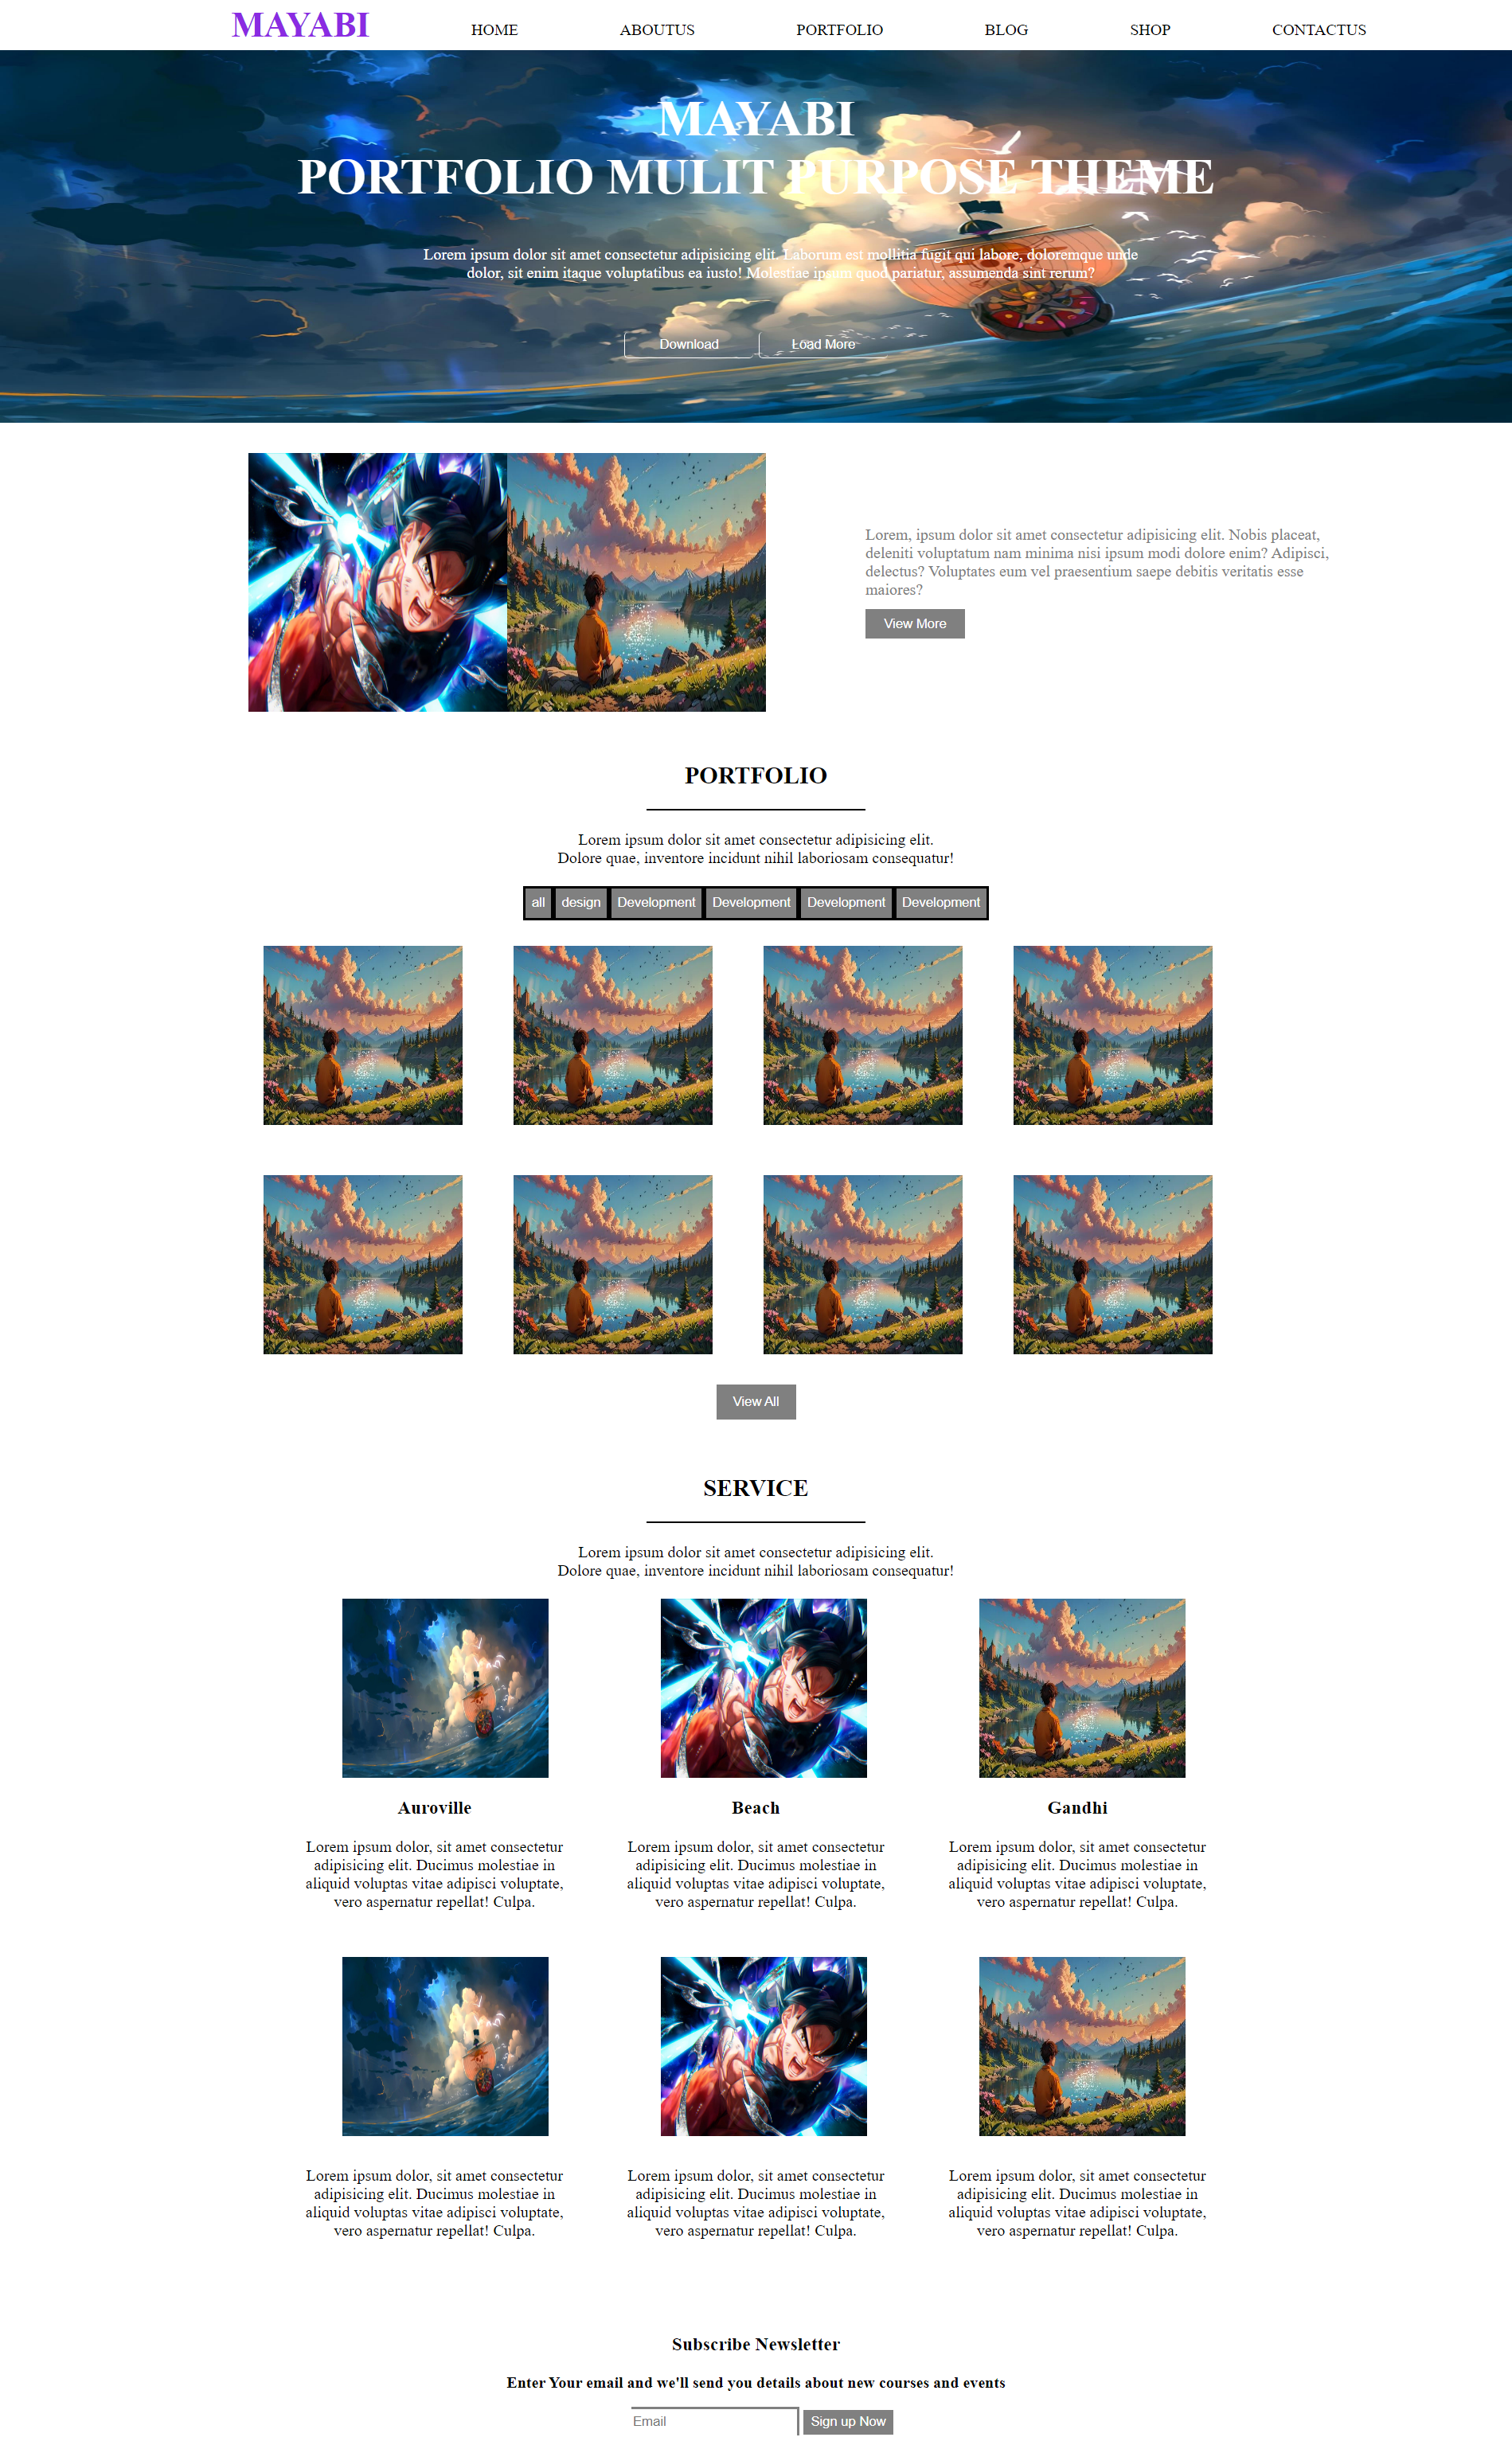 MAYABI HOME ABOUTUS PORTFOLIO BLOG SHOP CONTACTUS
MAYABI
PORTFOLIO MULIT PURPOSE THEME
Lorem ipsum dolor sit amet consectetur adipisicing elit. Laborum est mollitia fugit qui labore, doloremque unde
dolor, sit enim itaque voluptatibus ea iusto! Molestiae ipsum quod pariatur, assumenda sint rerum?
Download Load More
Lorem, ipsum dolor sit amet consectetur adipisicing elit. Nobis placeat,
deleniti voluptatum nam minima nisi ipsum modi dolore enim? Adipisci,
delectus? Voluptates eum vel praesentium saepe debitis veritatis esse
maiores?
View More
PORTFOLIO
Lorem ipsum dolor sit amet consectetur adipisicing elit.
Dolore quae, inventore incidunt nihil laboriosam consequatur!
all design Development Development Development Development
View All
SERVICE
Lorem ipsum dolor sit amet consectetur adipisicing elit.
Dolore quae, inventore incidunt nihil laboriosam consequatur!
Auroville
Lorem ipsum dolor, sit amet consectetur
adipisicing elit. Ducimus molestiae in
aliquid voluptas vitae adipisci voluptate,
vero aspernatur repellat! Culpa.
Beach
Lorem ipsum dolor, sit amet consectetur
adipisicing elit. Ducimus molestiae in
aliquid voluptas vitae adipisci voluptate,
vero aspernatur repellat! Culpa.
Gandhi
Lorem ipsum dolor, sit amet consectetur
adipisicing elit. Ducimus molestiae in
aliquid voluptas vitae adipisci voluptate,
vero aspernatur repellat! Culpa.
Lorem ipsum dolor, sit amet consectetur
adipisicing elit. Ducimus molestiae in
aliquid voluptas vitae adipisci voluptate,
vero aspernatur repellat! Culpa.
Lorem ipsum dolor, sit amet consectetur
adipisicing elit. Ducimus molestiae in
aliquid voluptas vitae adipisci voluptate,
vero aspernatur repellat! Culpa.
Lorem ipsum dolor, sit amet consectetur
adipisicing elit. Ducimus molestiae in
aliquid voluptas vitae adipisci voluptate,
vero aspernatur repellat! Culpa.
Subscribe Newsletter
Enter Your email and we'll send you details about new courses and events
Email Sign up Now